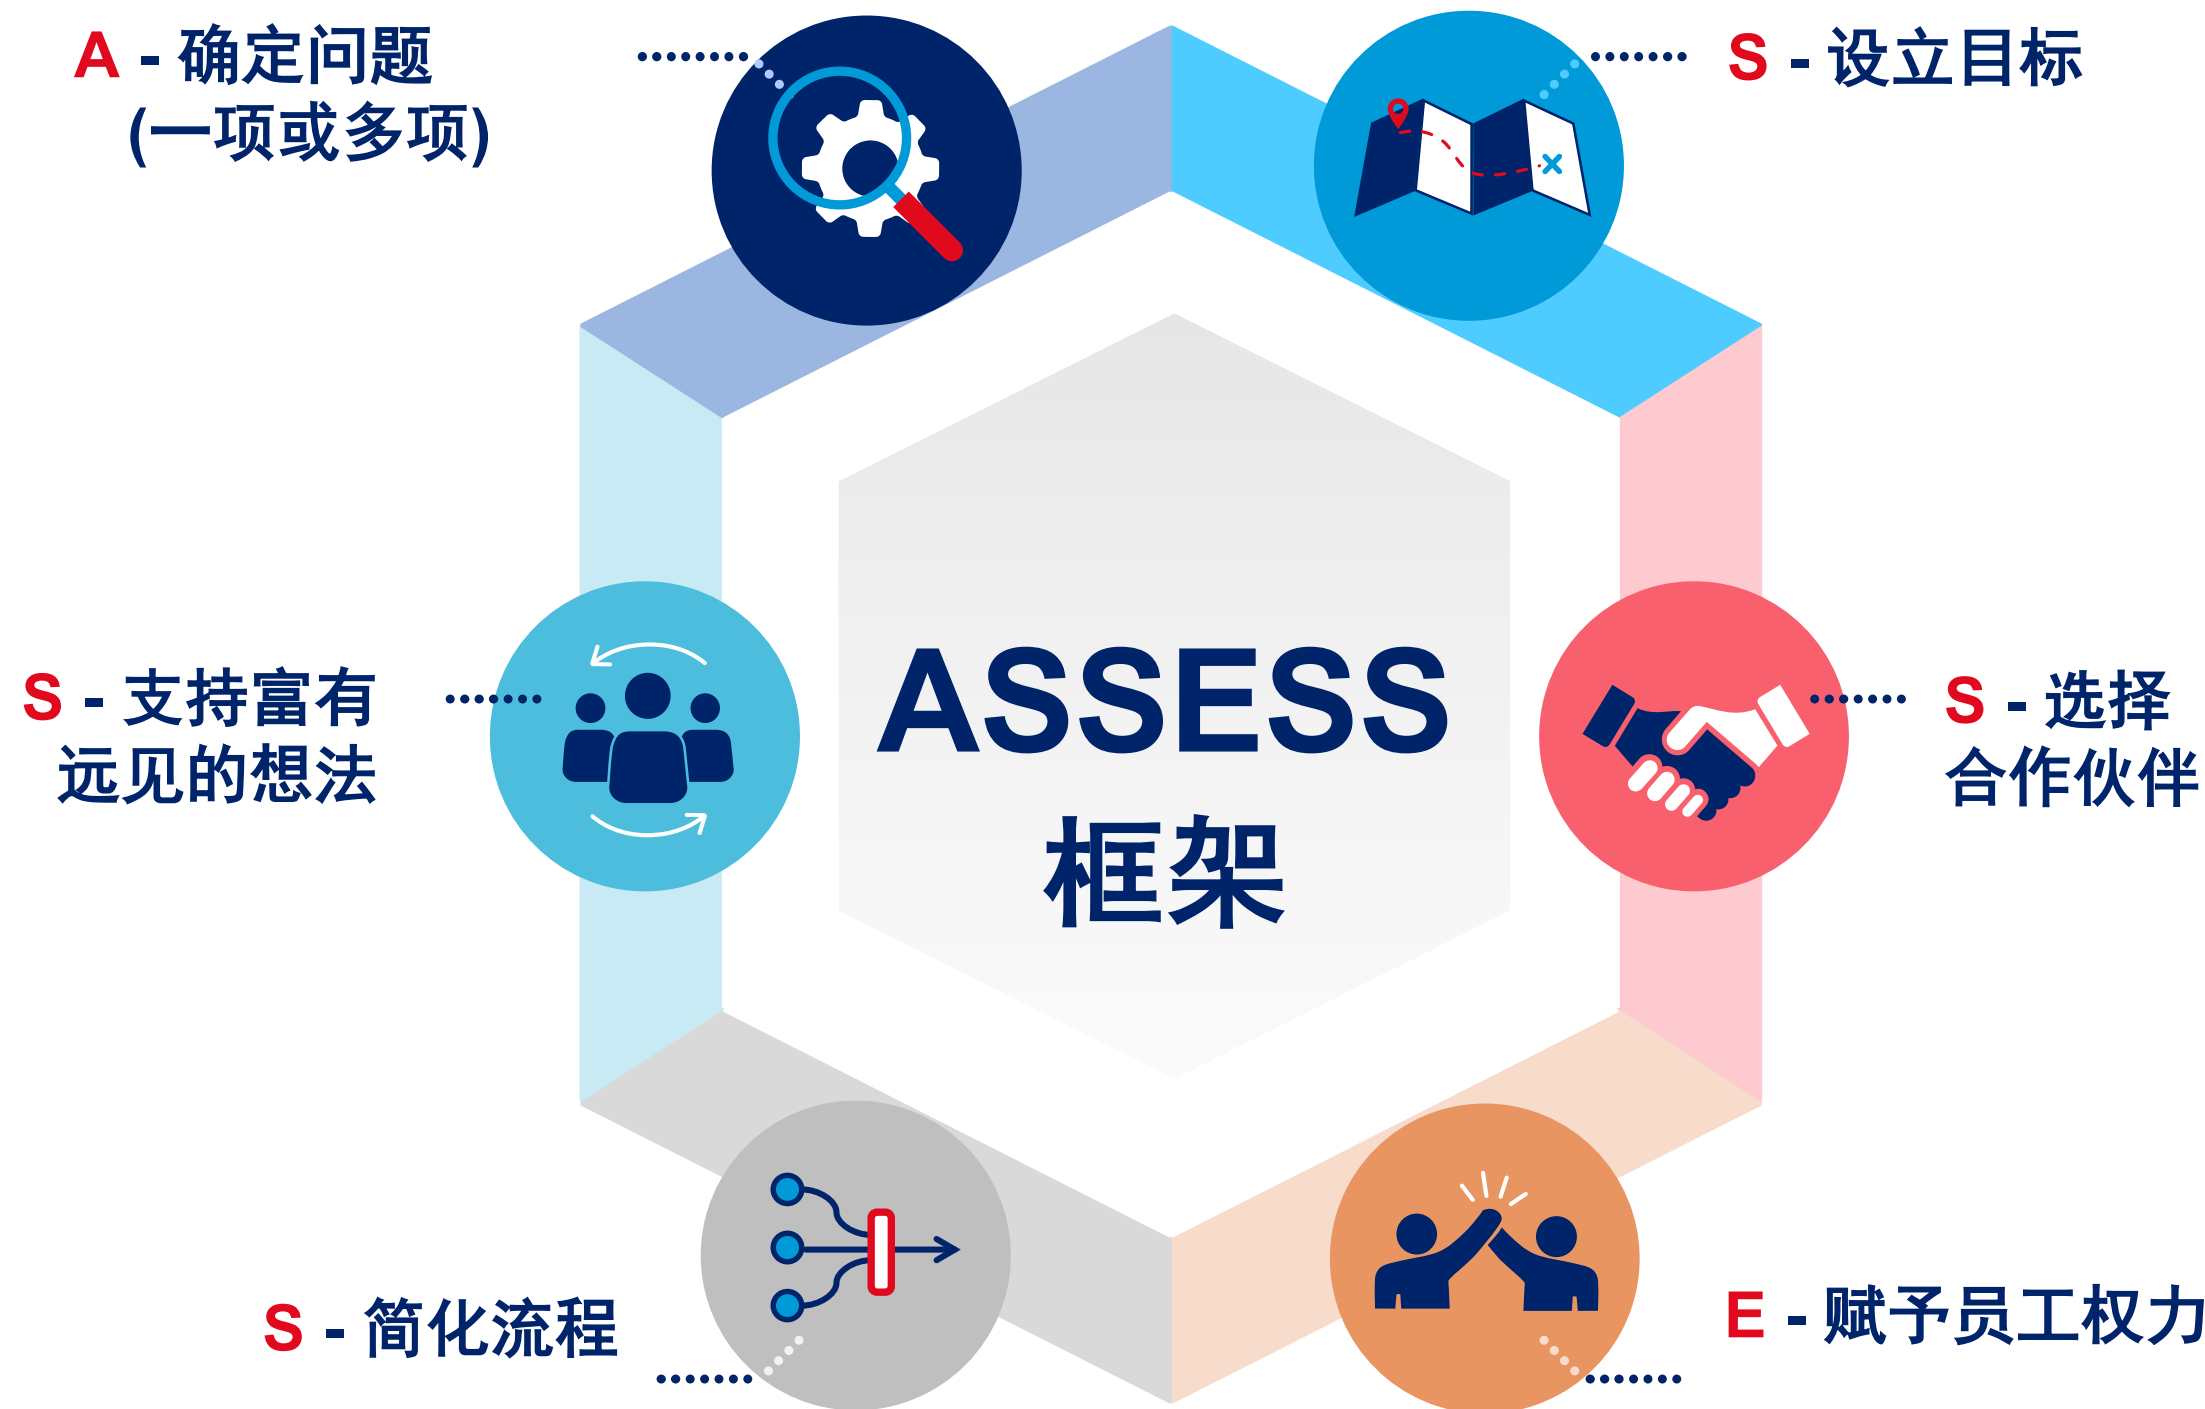 A - 确定问题
(一项或多项)
S - 设立目标
S - 选择
合作伙伴
E - 赋予员工权力
S - 简化流程
S - 支持富有
远见的想法
ASSESS
框架